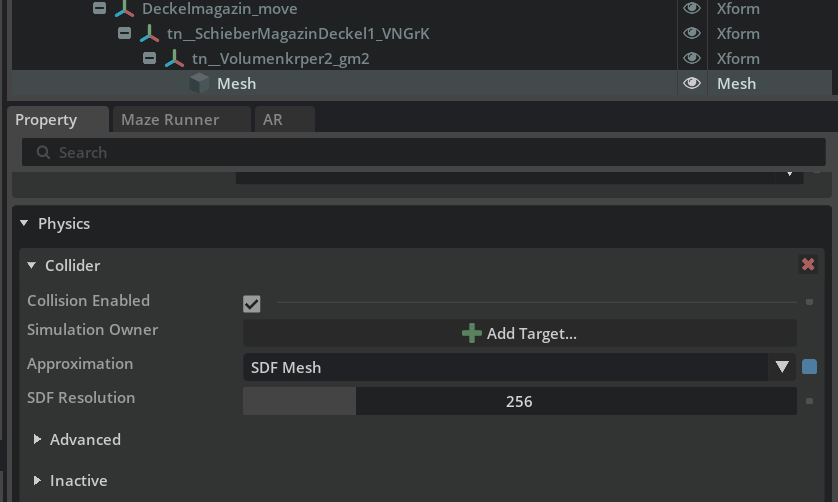 Deckelmagazin_move Xform
tn__SchieberMagazinDeckel1_VNGrK Xform
tn__Volumenkrper2_gm2 Xform
Mesh Mesh
Property Maze Runner AR
Search
Physics
Collider
Collision Enabled
Simulation Owner Add Target...
Approximation SDF Mesh
SDF Resolution 256
Advanced
Inactive